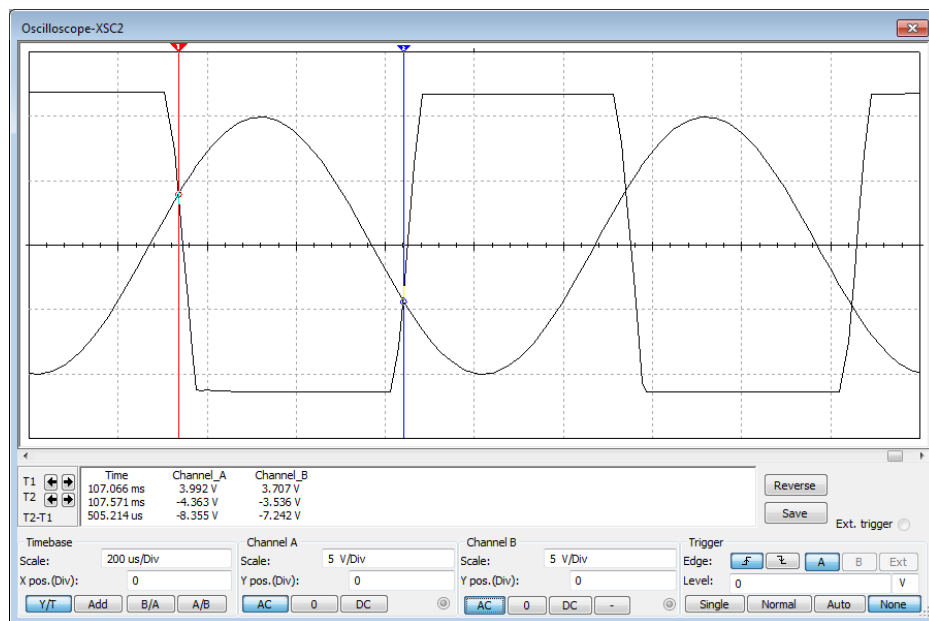 Oscilloscope-XSC2
1
2
Time Channel_A Channel_B
T1 107.066 ms 3.992 V 3.707 V
T2 107.571 ms -4.363 V -3.536 V
T2-T1 505.214 us -8.355 V -7.242 V
Reverse
Save
Ext. trigger
Timebase
Scale: 200 us/Div
X pos.(Div): 0
Y/T Add B/A A/B
Channel A
Scale: 5 V/Div
Y pos.(Div): 0
AC 0 DC
Channel B
Scale: 5 V/Div
Y pos.(Div): 0
AC 0 DC -
Trigger
Edge: A B Ext
Level: 0 V
Single Normal Auto None